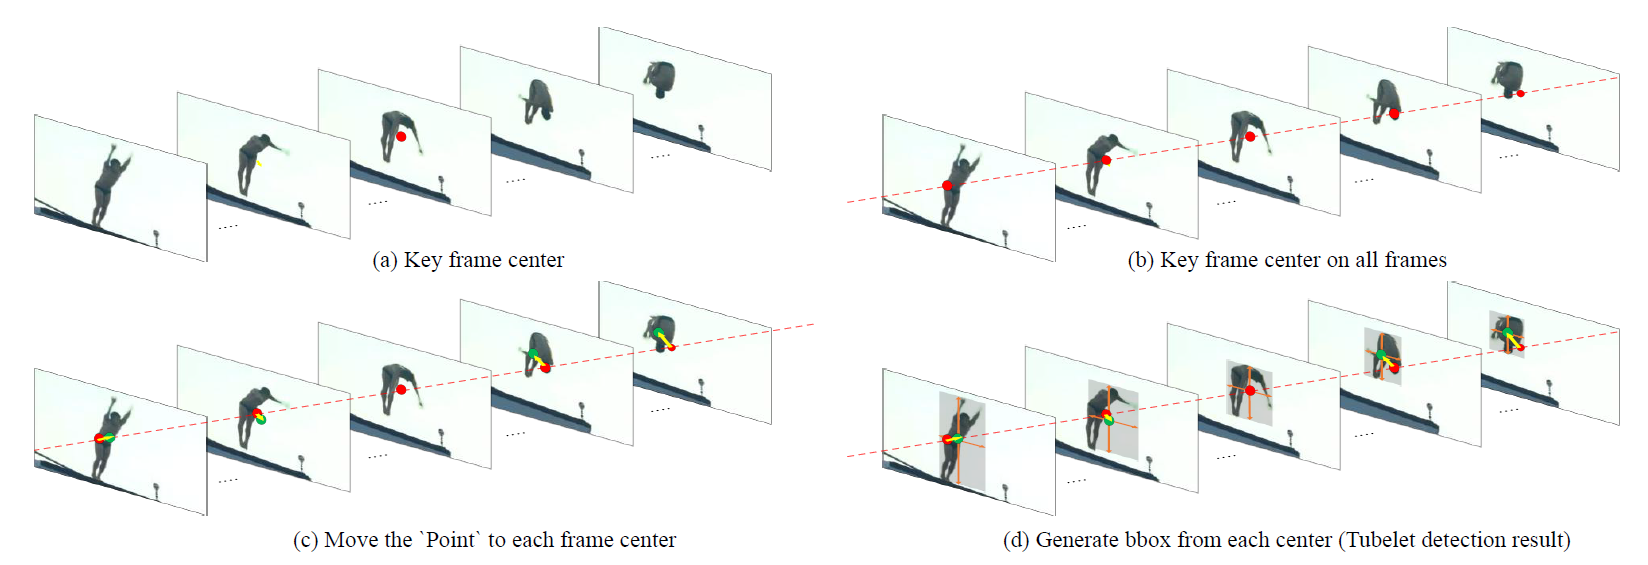 (a) Key frame center
(b) Key frame center on all frames
(c) Move the `Point` to each frame center
(d) Generate bbox from each center (Tubelet detection result)